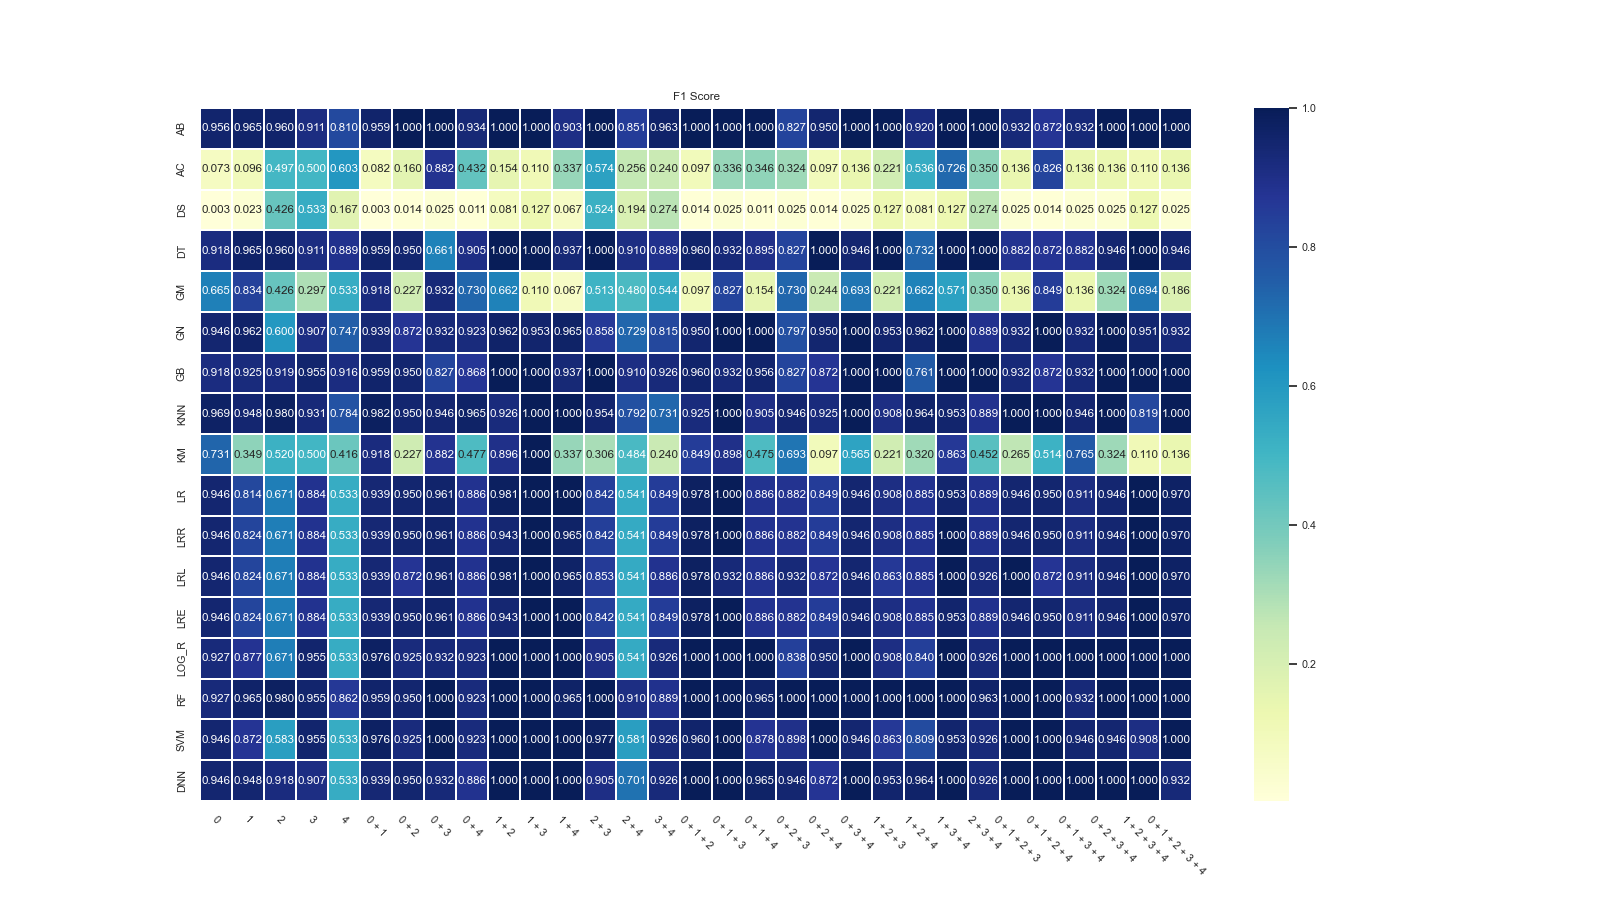 F1 Score
AB 0.956 0.965 0.960 0.911 0.810 0.959 1.000 1.000 0.934 1.000 1.000 0.903 1.000 0.851 0.963 1.000 1.000 1.000 0.827 0.950 1.000 1.000 0.920 1.000 1.000 0.932 0.872 0.932 1.000 1.000 1.000
1.0
AC 0.073 0.096 0.497 0.500 0.603 0.082 0.160 0.882 0.432 0.154 0.110 0.337 0.574 0.256 0.240 0.097 0.336 0.346 0.324 0.097 0.136 0.221 0.536 0.726 0.350 0.136 0.826 0.136 0.136 0.110 0.136
DS 0.003 0.023 0.426 0.533 0.167 0.003 0.014 0.025 0.011 0.081 0.127 0.067 0.524 0.194 0.274 0.014 0.025 0.011 0.025 0.014 0.025 0.127 0.081 0.127 0.274 0.025 0.014 0.025 0.025 0.127 0.025
DT 0.918 0.965 0.960 0.911 0.889 0.959 0.950 0.661 0.905 1.000 1.000 0.937 1.000 0.910 0.889 0.960 0.932 0.895 0.827 1.000 0.946 1.000 0.732 1.000 1.000 0.882 0.872 0.882 0.946 1.000 0.946
0.8
GM 0.665 0.834 0.426 0.297 0.533 0.918 0.227 0.932 0.730 0.662 0.110 0.067 0.513 0.480 0.544 0.097 0.827 0.154 0.730 0.244 0.693 0.221 0.662 0.571 0.350 0.136 0.849 0.136 0.324 0.694 0.186
GN 0.946 0.962 0.600 0.907 0.747 0.939 0.872 0.932 0.923 0.962 0.953 0.965 0.858 0.729 0.815 0.950 1.000 1.000 0.797 0.950 1.000 0.953 0.962 1.000 0.889 0.932 1.000 0.932 1.000 0.951 0.932
GB 0.918 0.925 0.919 0.955 0.916 0.959 0.950 0.827 0.868 1.000 1.000 0.937 1.000 0.910 0.926 0.960 0.932 0.956 0.827 0.872 1.000 1.000 0.761 1.000 1.000 0.932 0.872 0.932 1.000 1.000 1.000
0.6
KNN 0.969 0.948 0.980 0.931 0.784 0.982 0.950 0.946 0.965 0.926 1.000 1.000 0.954 0.792 0.731 0.925 1.000 0.905 0.946 0.925 1.000 0.908 0.964 0.953 0.889 1.000 1.000 0.946 1.000 0.819 1.000
KM 0.731 0.349 0.520 0.500 0.416 0.918 0.227 0.882 0.477 0.896 1.000 0.337 0.306 0.484 0.240 0.849 0.898 0.475 0.693 0.097 0.565 0.221 0.320 0.863 0.452 0.265 0.514 0.765 0.324 0.110 0.136
LR 0.946 0.814 0.671 0.884 0.533 0.939 0.950 0.961 0.886 0.981 1.000 1.000 0.842 0.541 0.849 0.978 1.000 0.886 0.882 0.849 0.946 0.908 0.885 0.953 0.889 0.946 0.950 0.911 0.946 1.000 0.970
0.4
LRR 0.946 0.824 0.671 0.884 0.533 0.939 0.950 0.961 0.886 0.943 1.000 0.965 0.842 0.541 0.849 0.978 1.000 0.886 0.882 0.849 0.946 0.908 0.885 1.000 0.889 0.946 0.950 0.911 0.946 1.000 0.970
LRL 0.946 0.824 0.671 0.884 0.533 0.939 0.872 0.961 0.886 0.981 1.000 0.965 0.853 0.541 0.886 0.978 0.932 0.886 0.932 0.872 0.946 0.863 0.885 1.000 0.926 1.000 0.872 0.911 0.946 1.000 0.970
LRE 0.946 0.824 0.671 0.884 0.533 0.939 0.950 0.961 0.886 0.943 1.000 1.000 0.842 0.541 0.849 0.978 1.000 0.886 0.882 0.849 0.946 0.908 0.885 0.953 0.889 0.946 0.950 0.911 0.946 1.000 0.970
LOG_R 0.927 0.877 0.671 0.955 0.533 0.976 0.925 0.932 0.923 1.000 1.000 1.000 0.905 0.541 0.926 1.000 1.000 1.000 0.838 0.950 1.000 0.908 0.840 1.000 0.926 1.000 1.000 1.000 1.000 1.000 1.000
0.2
RF 0.927 0.965 0.980 0.955 0.862 0.959 0.950 1.000 0.923 1.000 1.000 0.965 1.000 0.910 0.889 1.000 1.000 0.965 1.000 1.000 1.000 1.000 1.000 1.000 0.963 1.000 1.000 0.932 1.000 1.000 1.000
SVM 0.946 0.872 0.583 0.955 0.533 0.976 0.925 1.000 0.923 1.000 1.000 1.000 0.977 0.581 0.926 0.960 1.000 0.878 0.898 1.000 0.946 0.863 0.809 0.953 0.926 1.000 1.000 0.946 0.946 0.908 1.000
DNN 0.946 0.948 0.918 0.907 0.533 0.939 0.950 0.932 0.886 1.000 1.000 1.000 0.905 0.701 0.926 1.000 1.000 0.965 0.946 0.872 1.000 0.953 0.964 1.000 0.926 1.000 1.000 1.000 1.000 1.000 0.932
0
1
2
3
4
0 + 1
0 + 2
0 + 3
0 + 4
1 + 2
1 + 3
1 + 4
2 + 3
2 + 4
3 + 4
0 + 1 + 2
0 + 1 + 3
0 + 1 + 4
0 + 2 + 3
0 + 2 + 4
0 + 3 + 4
1 + 2 + 3
1 + 2 + 4
1 + 3 + 4
2 + 3 + 4
0 + 1 + 2 + 3
0 + 1 + 2 + 4
0 + 1 + 3 + 4
0 + 2 + 3 + 4
1 + 2 + 3 + 4
0 + 1 + 2 + 3 + 4